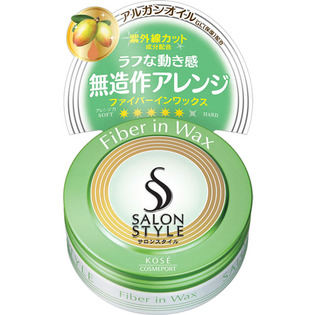 アルガンオイル
紫外線カット
成分配合
ラフな動き感
無造作アレンジ
ファイバーインワックス
SOFT
HARD
Fiber in Wax
SALON
STYLE
サロンスタイル
KOSÉ
COSMEPORT
Fiber in Wax